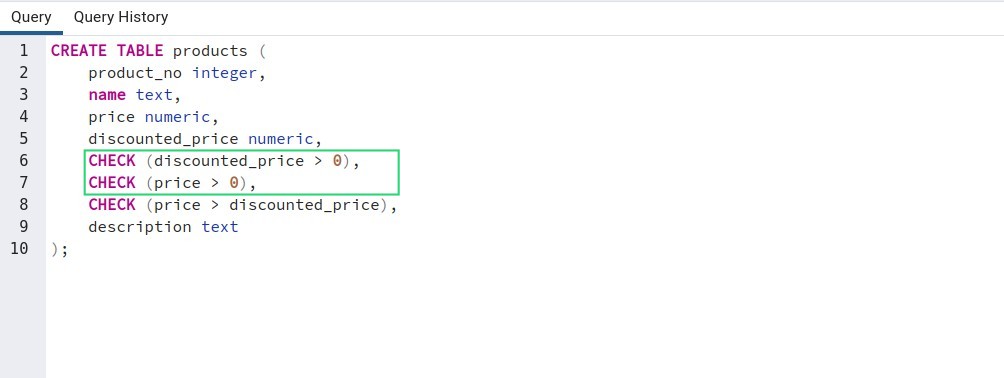 Query Query History
1 CREATE TABLE products (
2 product_no integer,
3 name text,
4 price numeric,
5 discounted_price numeric,
6 CHECK (discounted_price > 0),
7 CHECK (price > 0),
8 CHECK (price > discounted_price),
9 description text
10 );